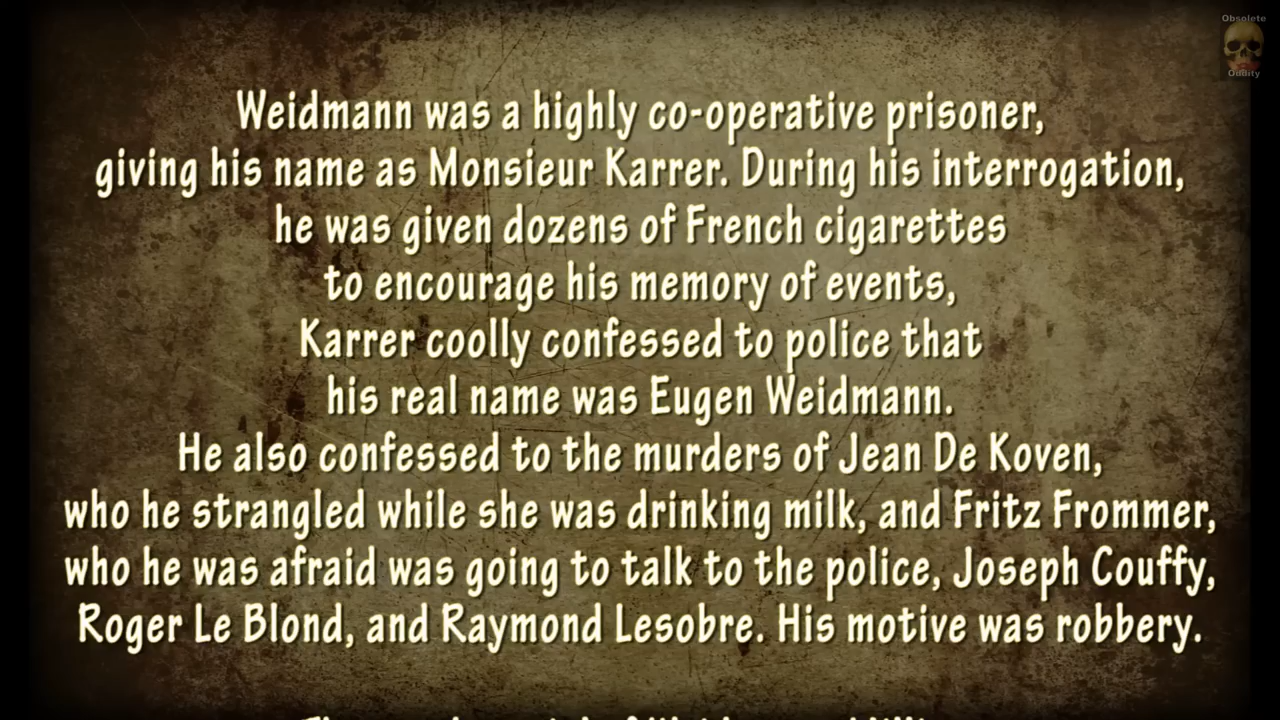 Obsolete
Oddity
Weidmann was a highly co-operative prisoner,
giving his name as Monsieur Karrer. During his interrogation,
he was given dozens of French cigarettes
to encourage his memory of events,
Karrer coolly confessed to police that
his real name was Eugen Weidmann.
He also confessed to the murders of Jean De Koven,
who he strangled while she was drinking milk, and Fritz Frommer,
who he was afraid was going to talk to the police, Joseph Couffy,
Roger Le Blond, and Raymond Lesobre. His motive was robbery.